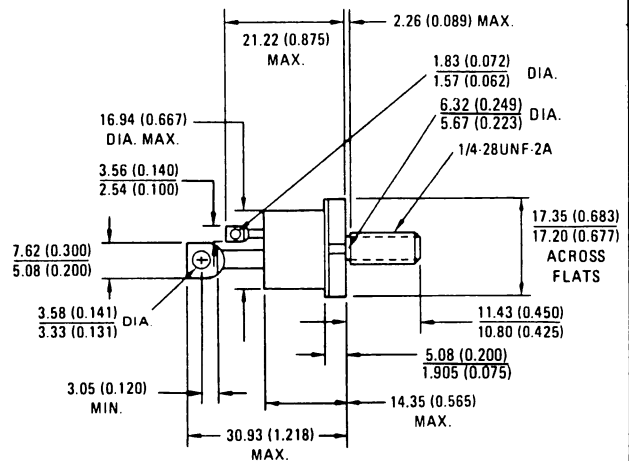 2.26 (0.089) MAX.
21.22 (0.875)
MAX.
1.83 (0.072)
1.57 (0.062)
DIA.
6.32 (0.249)
5.67 (0.223)
DIA.
16.94 (0.667)
DIA. MAX.
1/4-28UNF-2A
3.56 (0.140)
2.54 (0.100)
17.35 (0.683)
17.20 (0.677)
ACROSS
FLATS
7.62 (0.300)
5.08 (0.200)
3.58 (0.141)
3.33 (0.131)
DIA.
11.43 (0.450)
10.80 (0.425)
5.08 (0.200)
1.905 (0.075)
3.05 (0.120)
MIN.
14.35 (0.565)
MAX.
30.93 (1.218)
MAX.